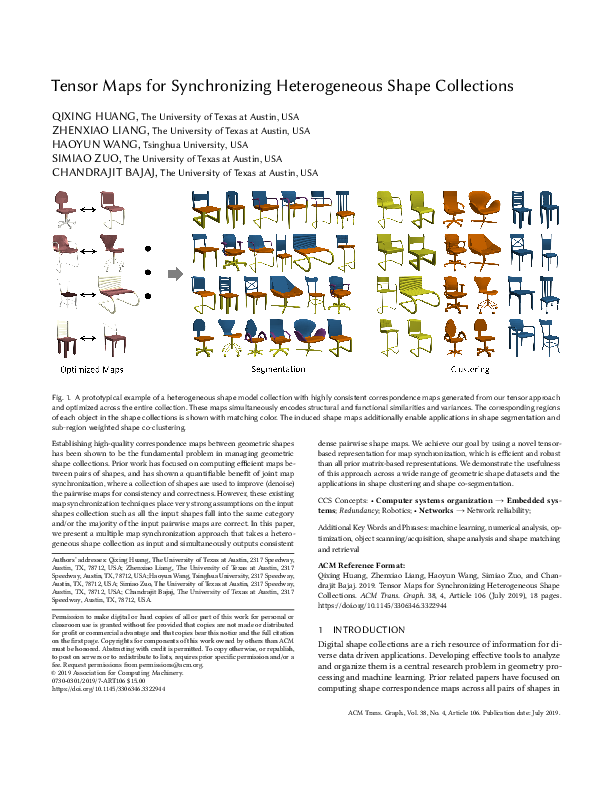 Tensor Maps for Synchronizing Heterogeneous Shape Collections
QIXING HUANG, The University of Texas at Austin, USA
ZHENXIAO LIANG, The University of Texas at Austin, USA
HAOYUN WANG, Tsinghua University, USA
SIMIAO ZUO, The University of Texas at Austin, USA
CHANDRAJIT BAJAJ, The University of Texas at Austin, USA
Optimized Maps
Segmentation
Clustering
Fig. 1. A prototypical example of a heterogeneous shape model collection with highly consistent correspondence maps generated from our tensor approach
and optimized across the entire collection. These maps simultaneously encodes structural and functional similarities and variances. The corresponding regions
of each object in the shape collections is shown with matching color. The induced shape maps additionally enable applications in shape segmentation and
sub-region weighted shape co-clustering.
Establishing high-quality correspondence maps between geometric shapes
has been shown to be the fundamental problem in managing geometric
shape collections. Prior work has focused on computing efficient maps be-
tween pairs of shapes, and has shown a quantifiable benefit of joint map
synchronization, where a collection of shapes are used to improve (denoise)
the pairwise maps for consistency and correctness. However, these existing
map synchronization techniques place very strong assumptions on the input
shapes collection such as all the input shapes fall into the same category
and/or the majority of the input pairwise maps are correct. In this paper,
we present a multiple map synchronization approach that takes a hetero-
geneous shape collection as input and simultaneously outputs consistent
Authors' addresses: Qixing Huang, The University of Texas at Austin, 2317 Speedway,
Austin, TX, 78712, USA; Zhenxiao Liang, The University of Texas at Austin, 2317
Speedway, Austin, TX, 78712, USA; Haoyun Wang, Tsinghua University, 2317 Speedway,
Austin, TX, 78712, USA; Simiao Zuo, The University of Texas at Austin, 2317 Speedway,
Austin, TX, 78712, USA; Chandrajit Bajaj, The University of Texas at Austin, 2317
Speedway, Austin, TX, 78712, USA.
Permission to make digital or hard copies of all or part of this work for personal or
classroom use is granted without fee provided that copies are not made or distributed
for profit or commercial advantage and that copies bear this notice and the full citation
on the first page. Copyrights for components of this work owned by others than ACM
must be honored. Abstracting with credit is permitted. To copy otherwise, or republish,
to post on servers or to redistribute to lists, requires prior specific permission and/or a
fee. Request permissions from permissions@acm.org.
© 2019 Association for Computing Machinery.
0730-0301/2019/7-ART106 $15.00
https://doi.org/10.1145/3306346.3322944
dense pairwise shape maps. We achieve our goal by using a novel tensor-
based representation for map synchronization, which is efficient and robust
than all prior matrix-based representations. We demonstrate the usefulness
of this approach across a wide range of geometric shape datasets and the
applications in shape clustering and shape co-segmentation.
CCS Concepts: • Computer systems organization → Embedded sys-
tems; Redundancy; Robotics; • Networks → Network reliability;
Additional Key Words and Phrases: machine learning, numerical analysis, op-
timization, object scanning/acquisition, shape analysis and shape matching
and retrieval
ACM Reference Format:
Qixing Huang, Zhenxiao Liang, Haoyun Wang, Simiao Zuo, and Chan-
drajit Bajaj. 2019. Tensor Maps for Synchronizing Heterogeneous Shape
Collections. ACM Trans. Graph. 38, 4, Article 106 (July 2019), 18 pages.
https://doi.org/10.1145/3306346.3322944
1 INTRODUCTION
Digital shape collections are a rich resource of information for di-
verse data driven applications. Developing effective tools to analyze
and organize them is a central research problem in geometry pro-
cessing and machine learning. Prior related papers have focused on
computing shape correspondence maps across all pairs of shapes in
ACM Trans. Graph., Vol. 38, No. 4, Article 106. Publication date: July 2019.